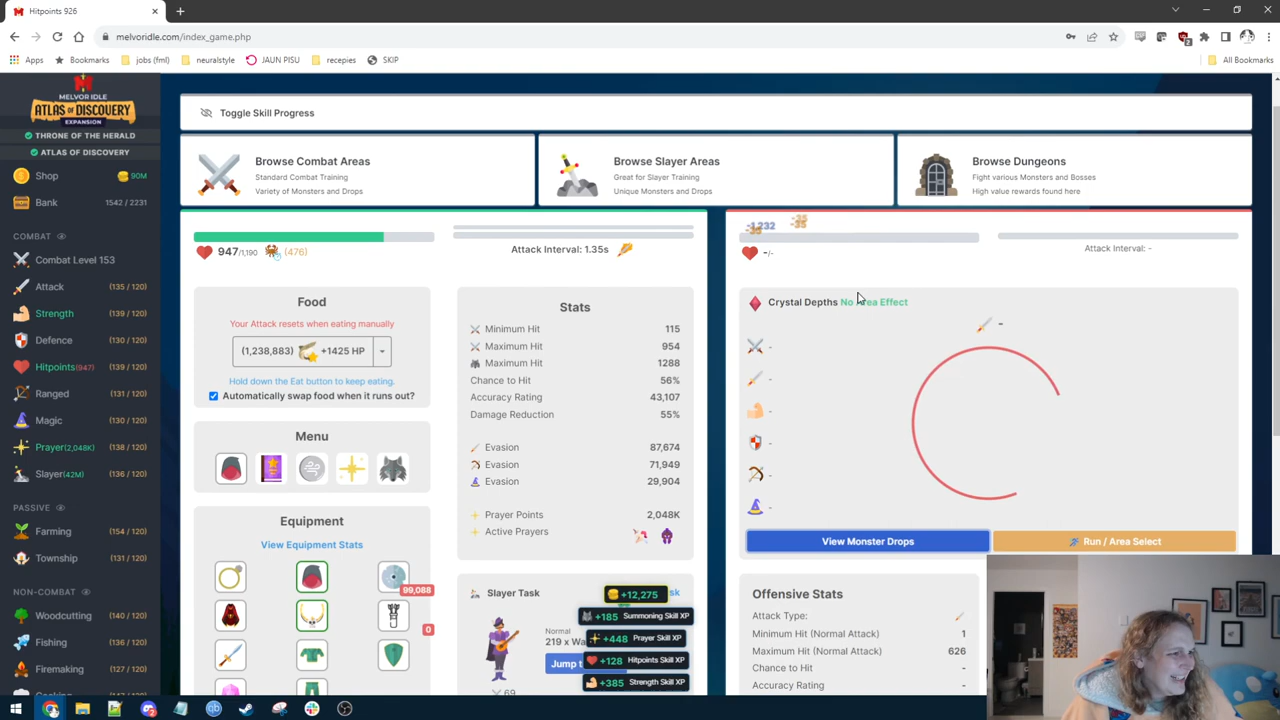 Hitpoints 926
melvoridle.com/index_game.php
Apps Bookmarks jobs (fml) neuralstyle JAUN PISU recepies SKIP All Bookmarks
MELVOR IDLE
ATLAS OF DISCOVERY
EXPANSION
THRONE OF THE HERALD
ATLAS OF DISCOVERY
Shop 90M
Bank 1542 / 2231
COMBAT
Combat Level 153
Attack (135 / 120)
Strength (139 / 120)
Defence (130 / 120)
Hitpoints(947) (139 / 120)
Ranged (131 / 120)
Magic (130 / 120)
Prayer(2,048K) (138 / 120)
Slayer(42M) (136 / 120)
PASSIVE
Farming (154 / 120)
Township (131 / 120)
NON-COMBAT
Woodcutting (140 / 120)
Fishing (136 / 120)
Firemaking (127 / 120)
Toggle Skill Progress
Browse Combat Areas
Standard Combat Training
Variety of Monsters and Drops
Browse Slayer Areas
Great for Slayer Training
Unique Monsters and Drops
Browse Dungeons
Fight various Monsters and Bosses
High value rewards found here
947/1,190 (476)
Attack Interval: 1.35s
Food
Your Attack resets when eating manually
(1,238,883) +1425 HP
Hold down the Eat button to keep eating.
Automatically swap food when it runs out?
Menu
Equipment
View Equipment Stats
99,088
0
Stats
Minimum Hit 115
Maximum Hit 954
Maximum Hit 1288
Chance to Hit 56%
Accuracy Rating 43,107
Damage Reduction 55%
Evasion 87,674
Evasion 71,949
Evasion 29,904
Prayer Points 2,048K
Active Prayers
Slayer Task
Normal
Jump
69
+12,275
+185 Summoning Skill XP
+448 Prayer Skill XP
+128 Hitpoints Skill XP
+385 Strength Skill XP
-1,232
-35
-35
-/-
Attack Interval: -
Crystal Depths No Area Effect
-
-
-
-
-
-
-
View Monster Drops
Run / Area Select
Offensive Stats
Attack Type:
Minimum Hit (Normal Attack) 1
Maximum Hit (Normal Attack) 626
Chance to Hit -
Accuracy Rating -